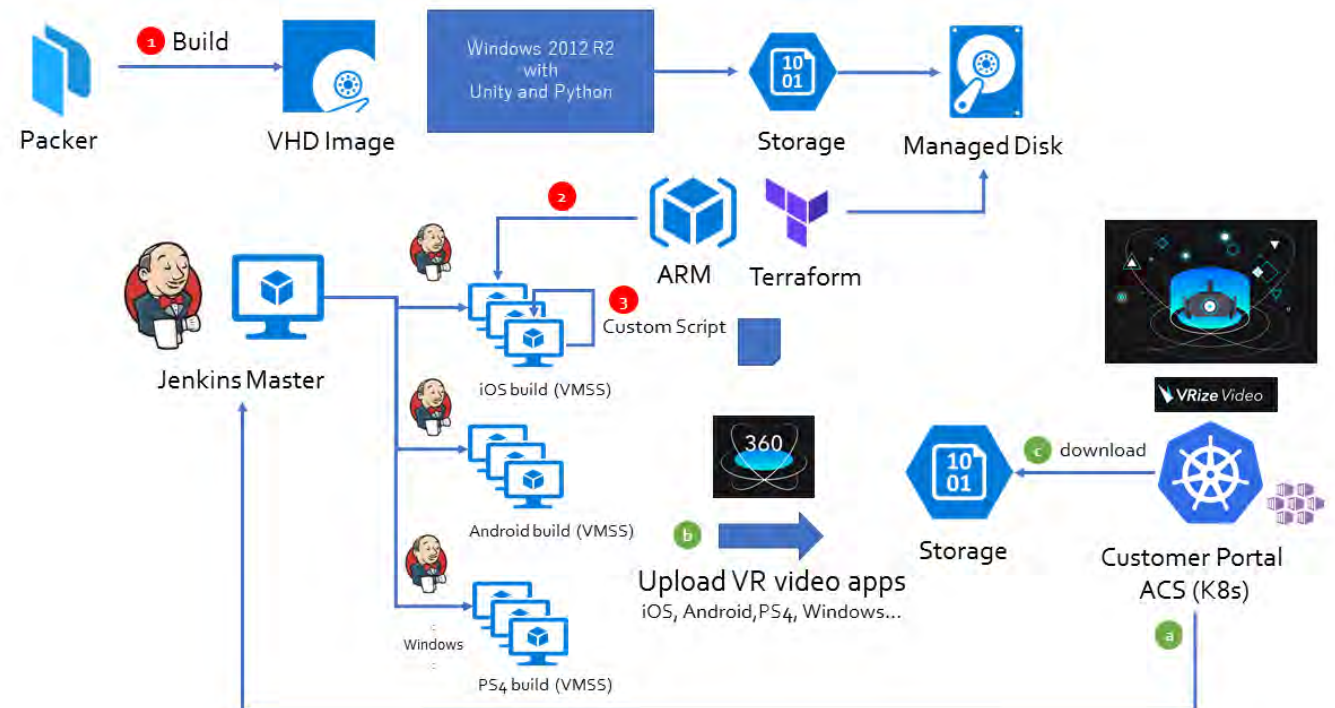 1 Build
Windows 2012 R2
with
Unity and Python
10
01
Packer
VHD Image
Storage
Managed Disk
2
ARM
Terraform
3
Custom Script
Jenkins Master
iOS build (VMSS)
VRize Video
360
10
01
c download
Android build (VMSS)
b
Storage
Upload VR video apps
iOS, Android,PS4, Windows...
Customer Portal
ACS (K8s)
a
:
Windows
:
PS4 build (VMSS)